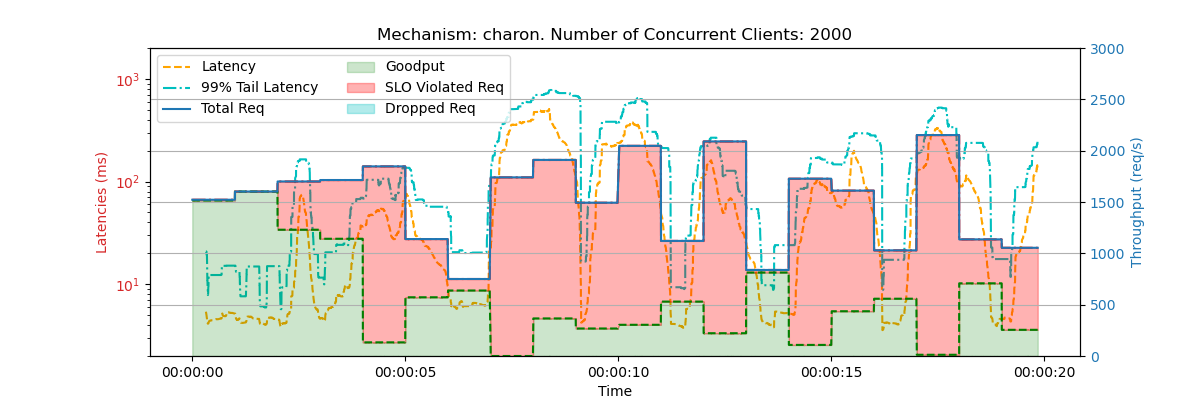 Mechanism: charon. Number of Concurrent Clients: 2000
Latency
99% Tail Latency
Total Req
Goodput
SLO Violated Req
Dropped Req
10³
10²
10¹
Latencies (ms)
3000
2500
2000
1500
1000
500
0
Throughput (req/s)
00:00:00 00:00:05 00:00:10 00:00:15 00:00:20
Time